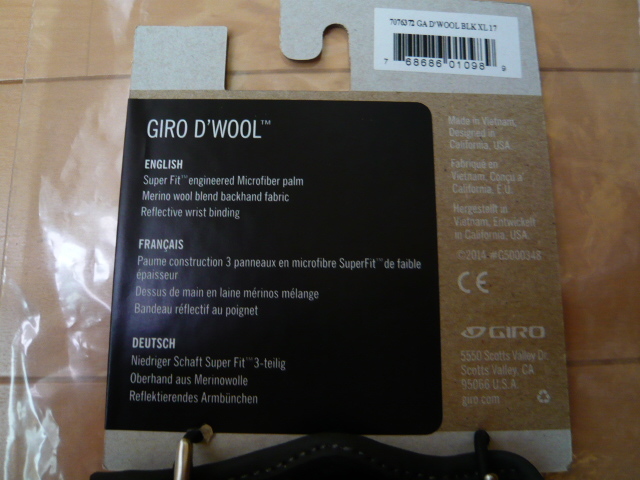 7076372 GA D'WOOL BLK XL 17
7 68686 01098 9
GIRO D'WOOL™
ENGLISH
Super Fit™ engineered Microfiber palm
Merino wool blend backhand fabric
Reflective wrist binding
FRANÇAIS
Paume construction 3 panneaux en microfibre SuperFit™ de faible
épaisseur
Dessus de main en laine mérinos mélange
Bandeau réflectif au poignet
DEUTSCH
Niedriger Schaft Super Fit™ 3-teilig
Oberhand aus Merinowolle
Reflektierendes Armbünchen
Made in Vietnam,
Designed in
California, USA.
Fabriqué en
Vietnam, Conçu à
California, E.U.
Hergestellt in
Vietnam, Entwickelt
in California, USA.
©2014 #G5000348
CE
GIRO
5550 Scotts Valley Dr.
Scotts Valley, CA
95066 U.S.A.
giro.com